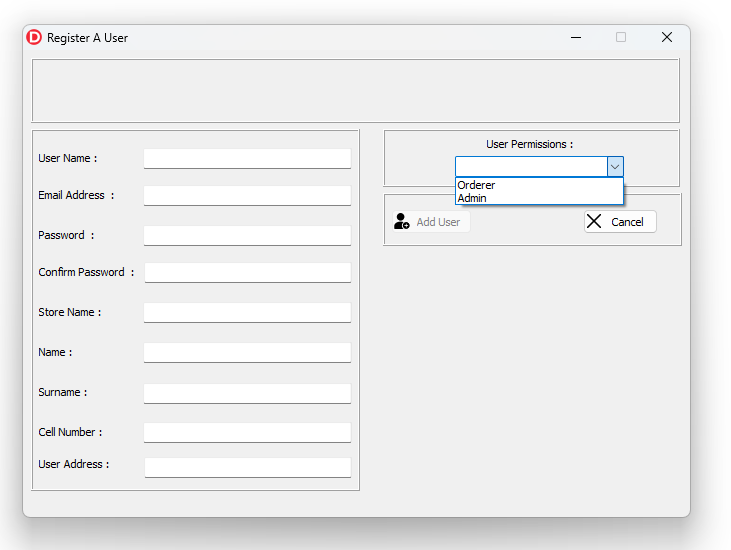 D Register A User
User Name :
Email Address :
Password :
Confirm Password :
Store Name :
Name :
Surname :
Cell Number :
User Address :
User Permissions :
Orderer
Admin
Add User
Cancel